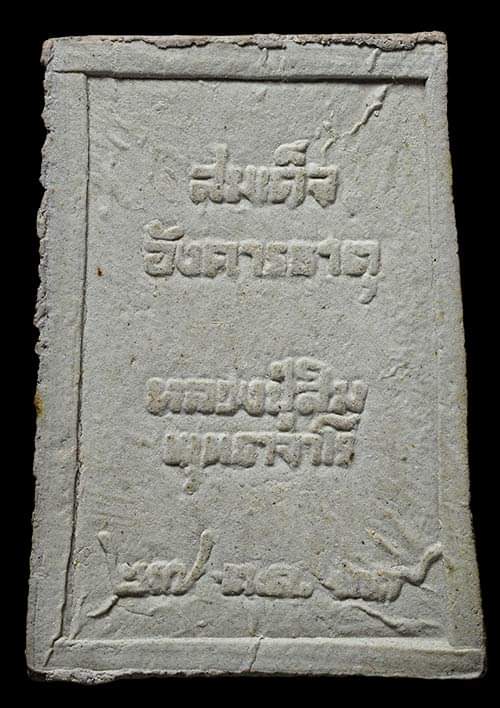 สมเด็จ
อังคารธาตุ
หลวงปู่สิม
พุทธาจาโร